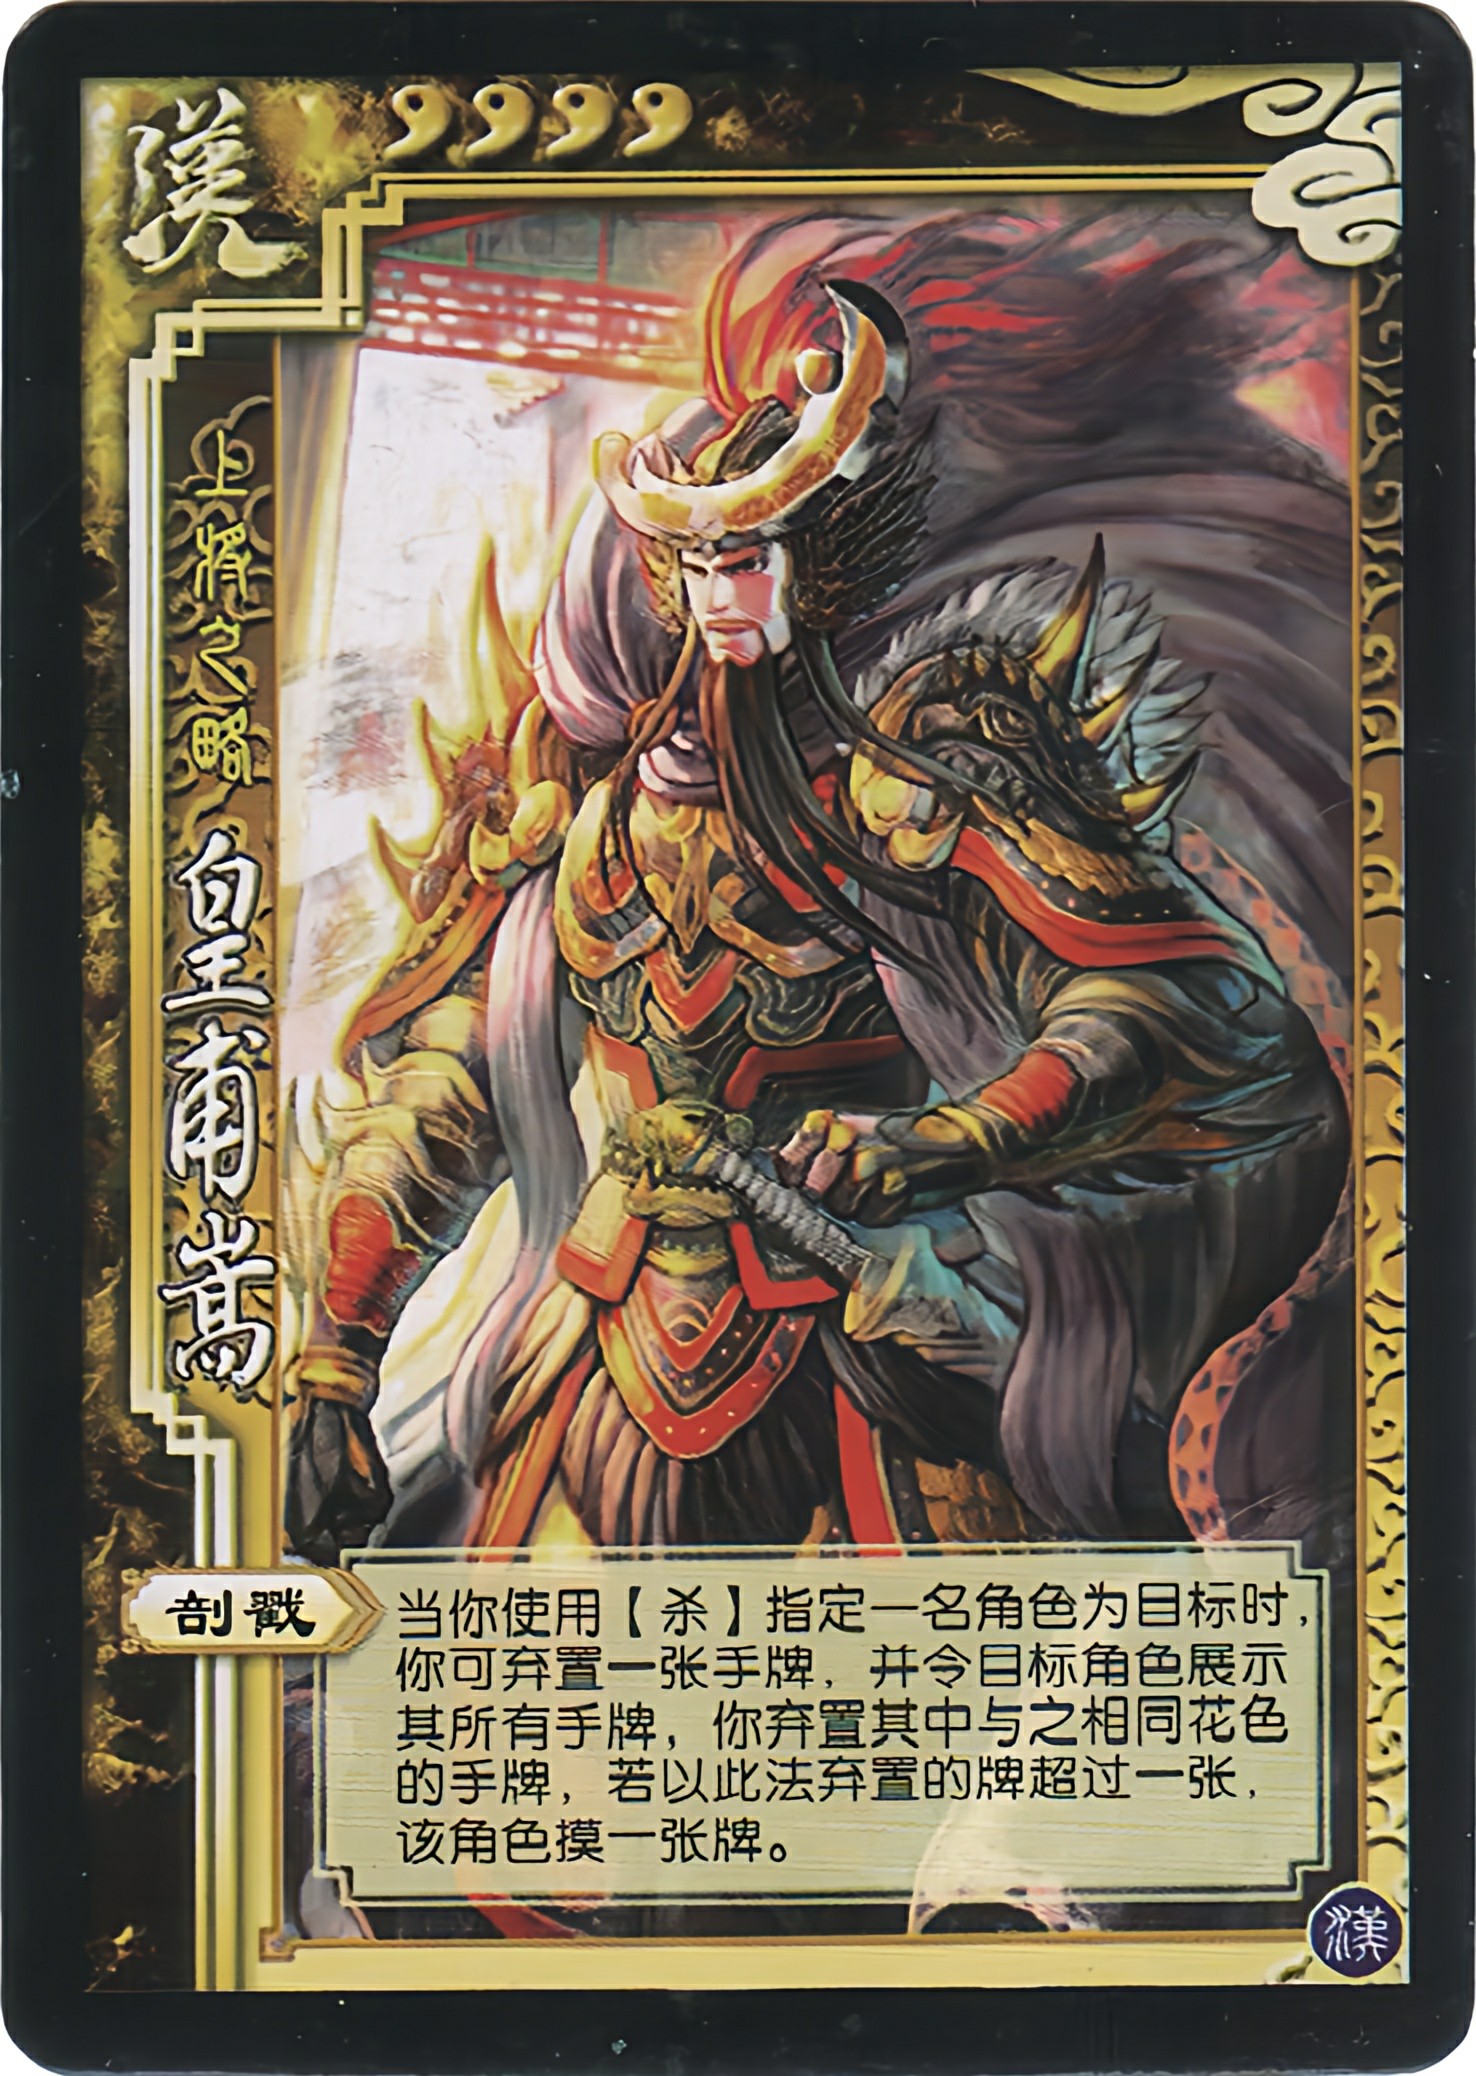 漢
上將之略
皇甫嵩
剖戳
当你使用【杀】指定一名角色为目标时，
你可弃置一张手牌，并令目标角色展示
其所有手牌，你弃置其中与之相同花色
的手牌，若以此法弃置的牌超过一张，
该角色摸一张牌。
漢